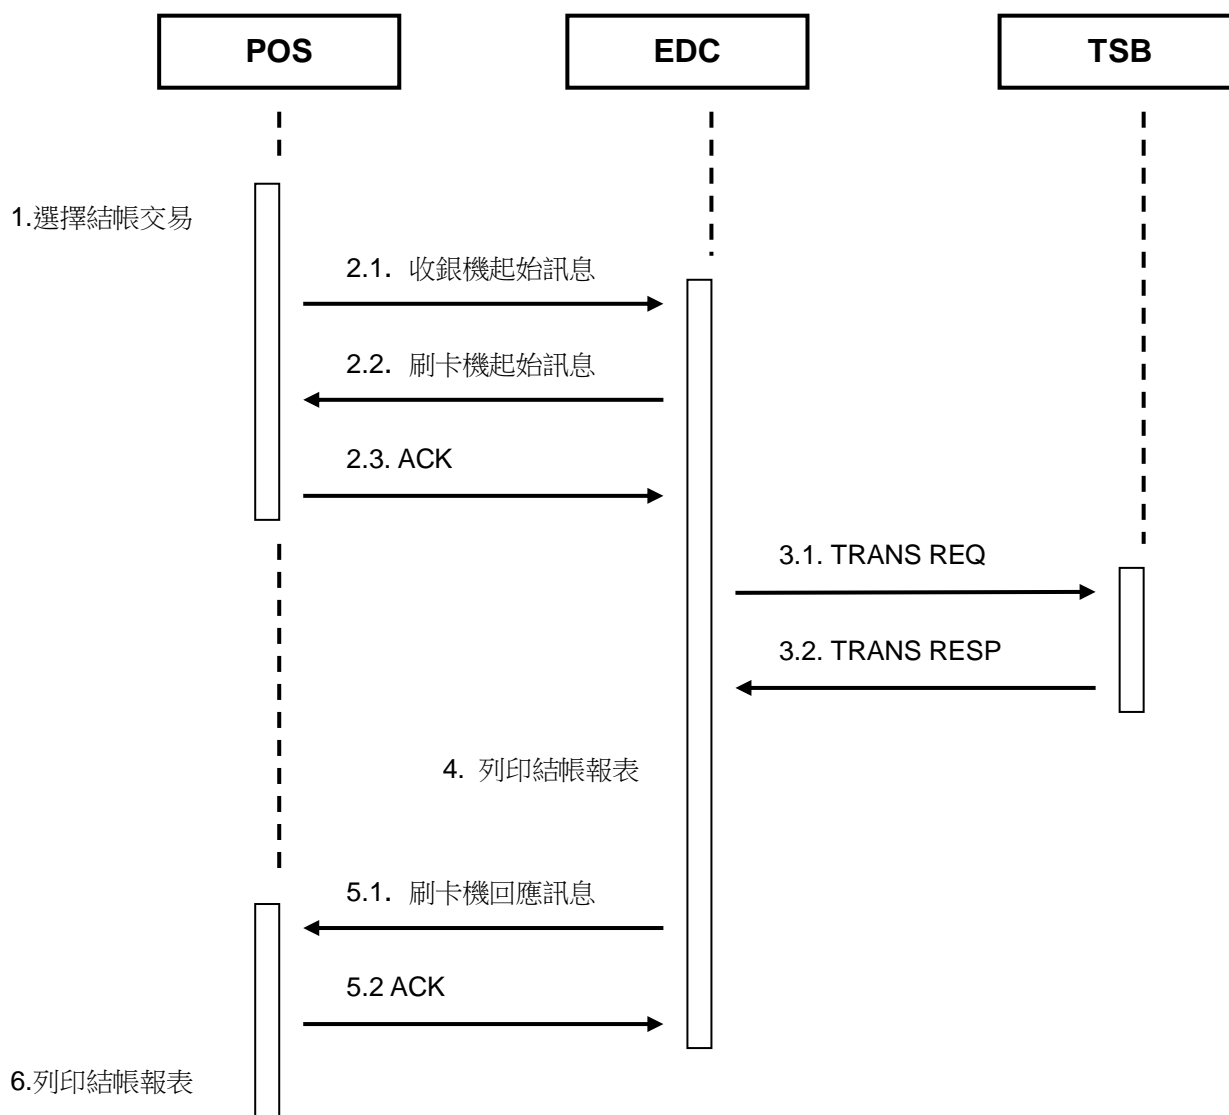 POS
EDC
TSB
1.選擇結帳交易
2.1. 收銀機起始訊息
2.2. 刷卡機起始訊息
2.3. ACK
3.1. TRANS REQ
3.2. TRANS RESP
4. 列印結帳報表
5.1. 刷卡機回應訊息
5.2 ACK
6.列印結帳報表